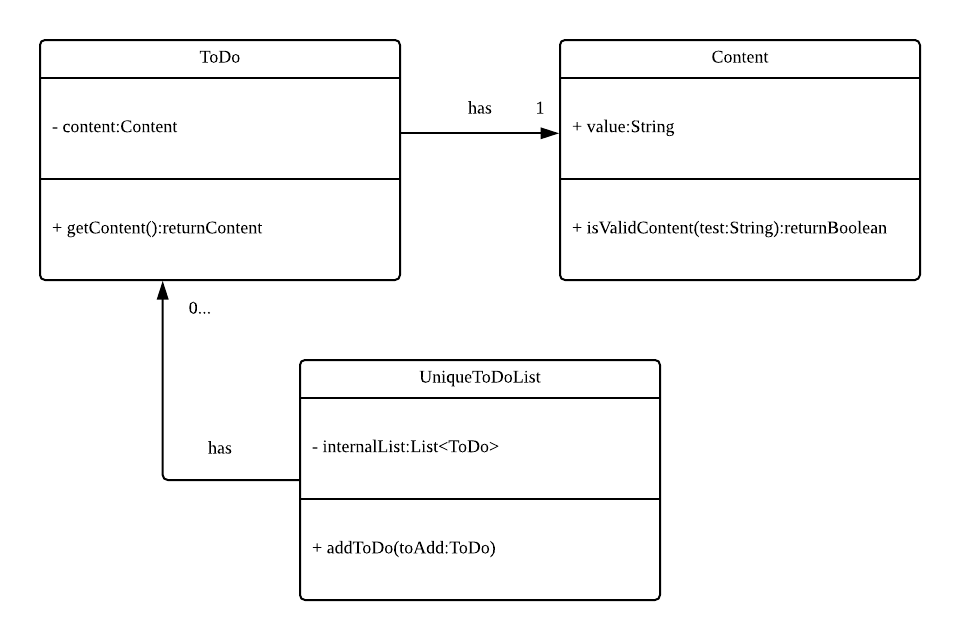 ToDo
- content:Content
+ getContent():returnContent
has
1
Content
+ value:String
+ isValidContent(test:String):returnBoolean
0...
has
UniqueToDoList
- internalList:List<ToDo>
+ addToDo(toAdd:ToDo)